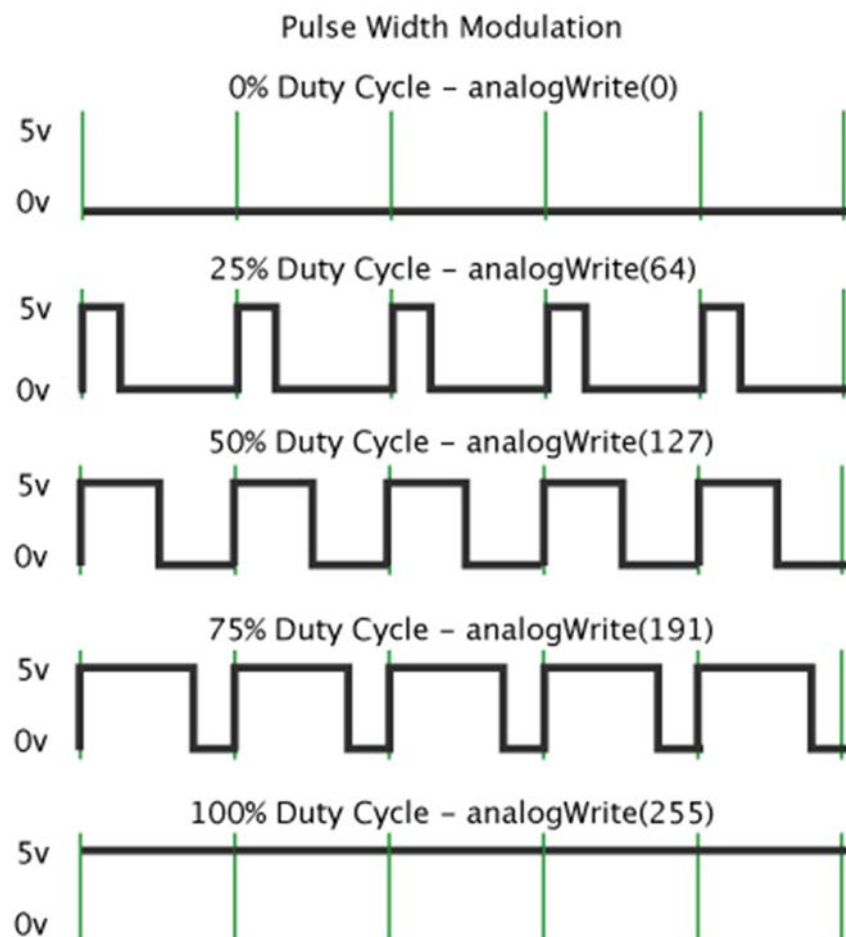 Pulse Width Modulation
0% Duty Cycle – analogWrite(0)
5v
0v
25% Duty Cycle – analogWrite(64)
5v
0v
50% Duty Cycle – analogWrite(127)
5v
0v
75% Duty Cycle – analogWrite(191)
5v
0v
100% Duty Cycle – analogWrite(255)
5v
0v